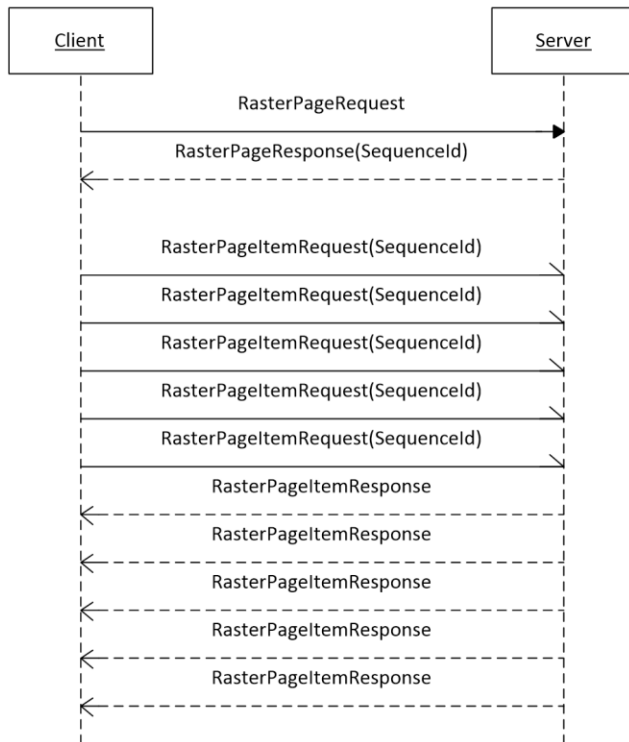 Client
Server
RasterPageRequest
RasterPageResponse(SequenceId)
RasterPageItemRequest(SequenceId)
RasterPageItemRequest(SequenceId)
RasterPageItemRequest(SequenceId)
RasterPageItemRequest(SequenceId)
RasterPageItemRequest(SequenceId)
RasterPageItemResponse
RasterPageItemResponse
RasterPageItemResponse
RasterPageItemResponse
RasterPageItemResponse